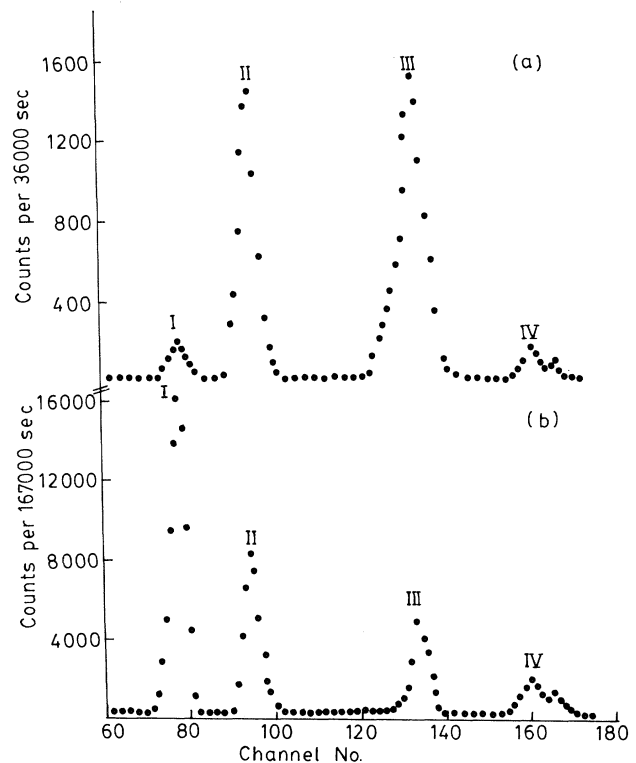 (a)
1600
1200
800
400
Counts per 36000 sec
I
II
III
IV
(b)
16000
12000
8000
4000
Counts per 167000 sec
I
II
III
IV
60 80 100 120 140 160 180
Channel No.